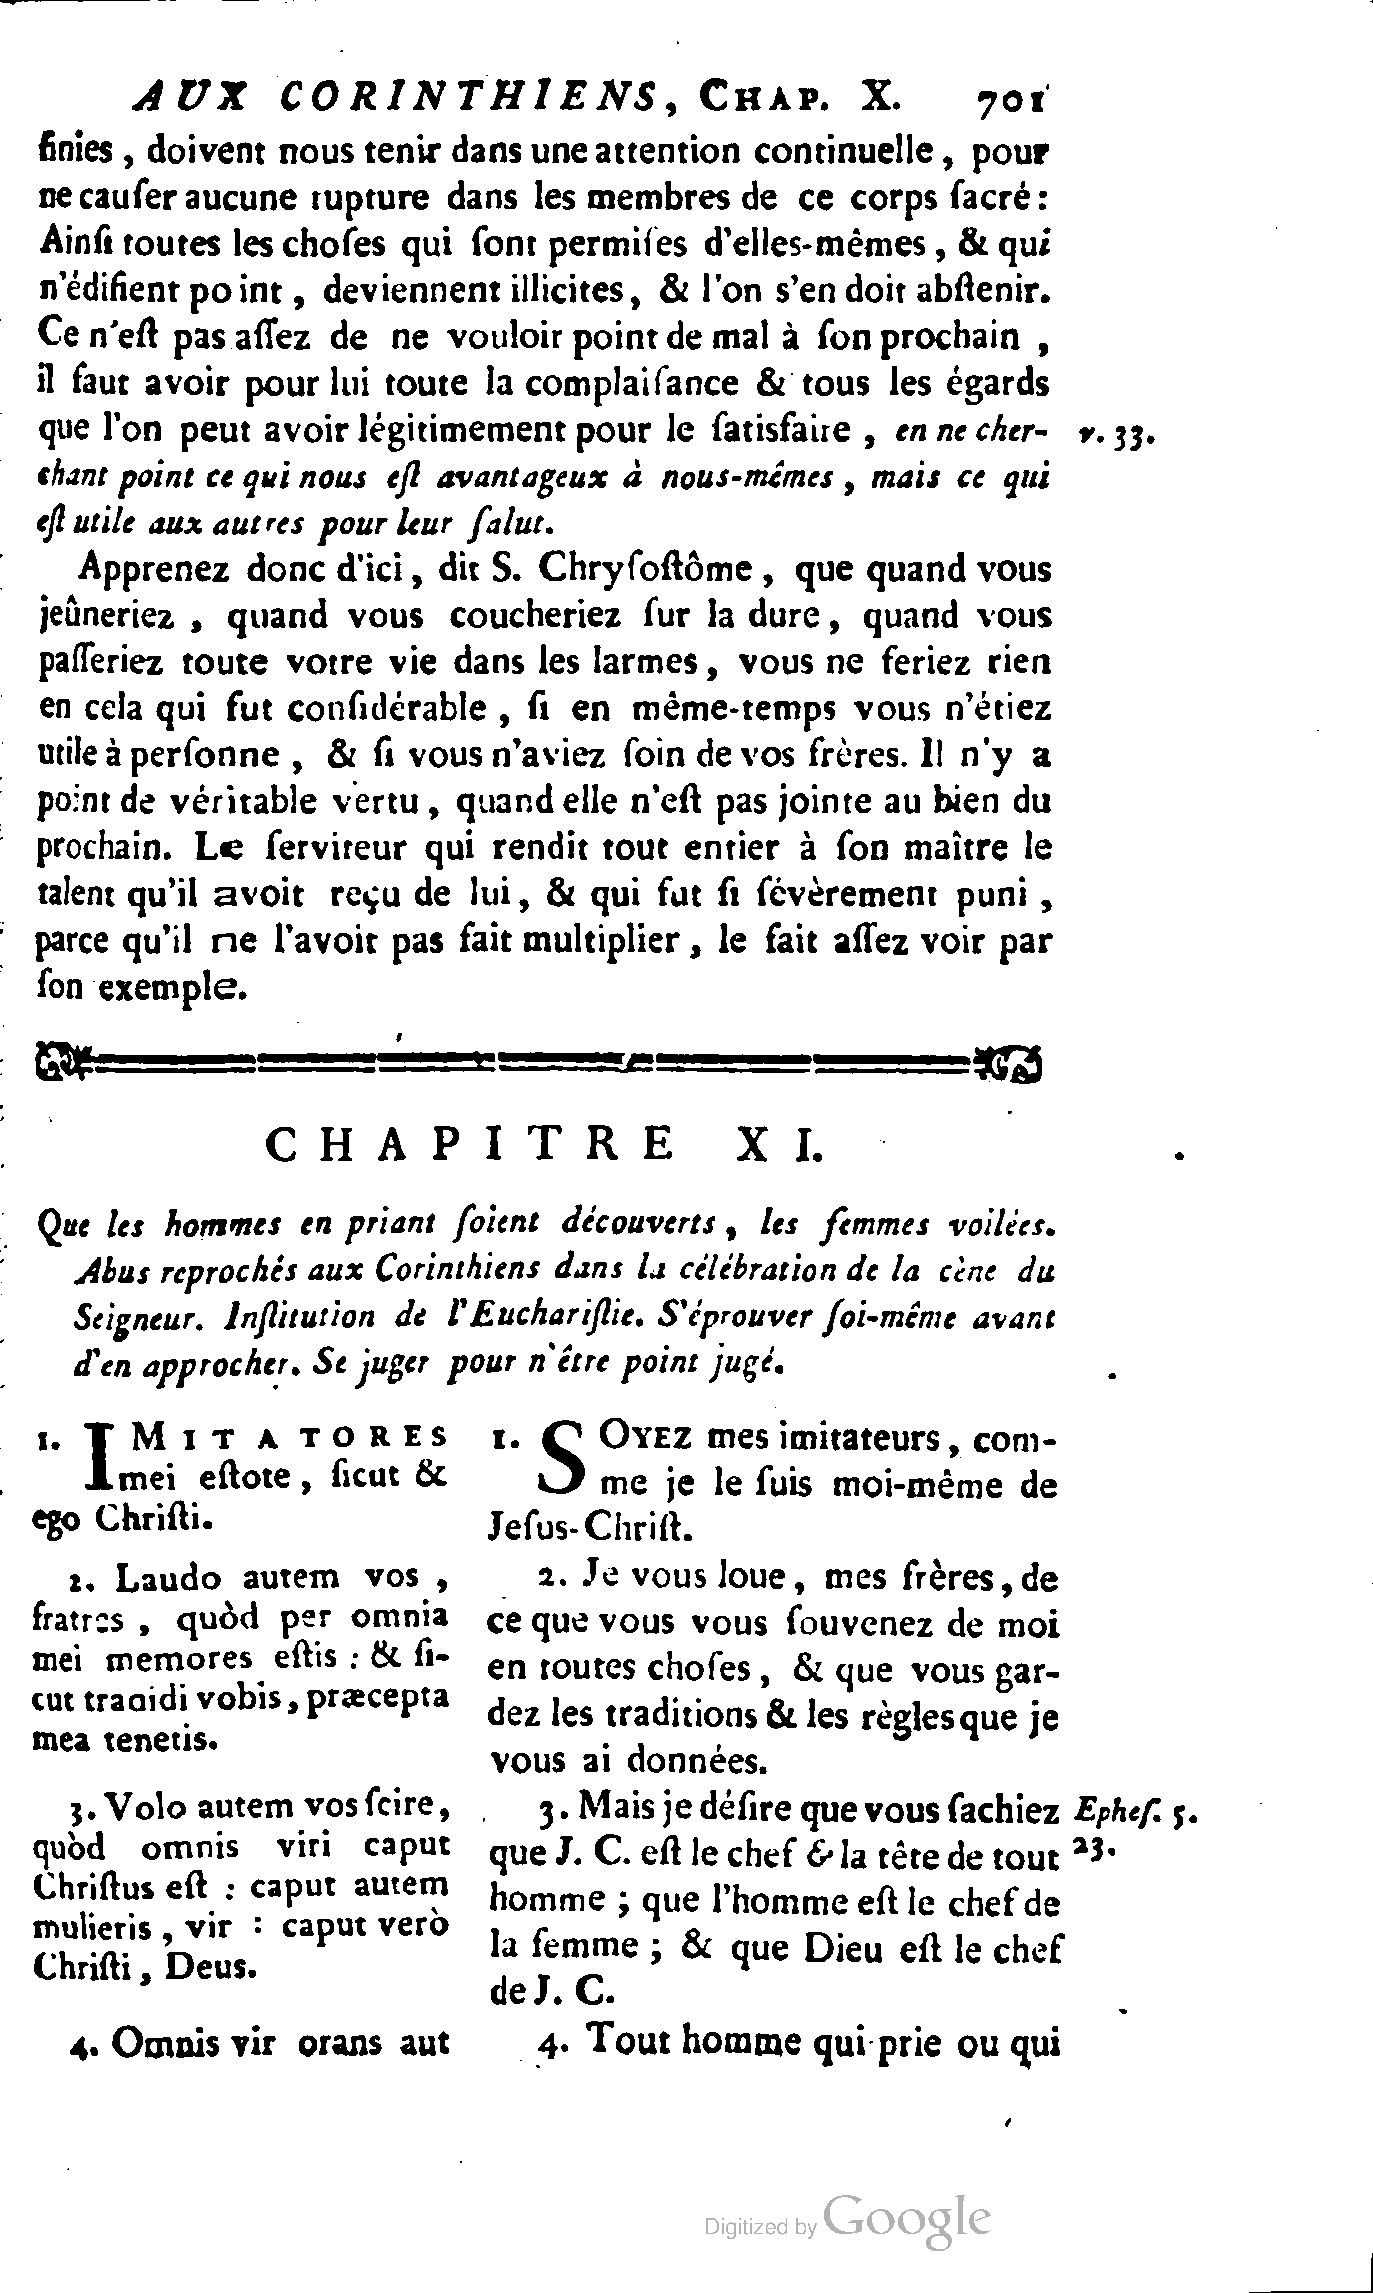 AUX CORINTHIENS, CHAP. X. 701
finies, doivent nous tenir dans une attention continuelle, pour
ne cauſer aucune rupture dans les membres de ce corps ſacré:
Ainſi toutes les choſes qui ſont permiſes d'elles-mêmes, & qui
n'édifient point, deviennent illicites, & l'on s'en doit abſtenir.
Ce n'eſt pas aſſez de ne vouloir point de mal à ſon prochain,
il faut avoir pour lui toute la complaiſance & tous les égards
que l'on peut avoir légitimement pour le ſatisfaire, en ne cher- v. 33.
chant point ce qui nous eſt avantageux à nous-mêmes, mais ce qui
eſt utile aux autres pour leur ſalut.
Apprenez donc d'ici, dit S. Chryſoſtôme, que quand vous
jeûneriez, quand vous coucheriez ſur la dure, quand vous
paſſeriez toute votre vie dans les larmes, vous ne feriez rien
en cela qui fut conſidérable, ſi en même-temps vous n'étiez
utile à perſonne, & ſi vous n'aviez ſoin de vos frères. Il n'y a
point de véritable vertu, quand elle n'eſt pas jointe au bien du
prochain. Le ſerviteur qui rendit tout entier à ſon maître le
talent qu'il avoit reçu de lui, & qui fut ſi ſévèrement puni,
parce qu'il ne l'avoit pas fait multiplier, le fait aſſez voir par
ſon exemple.
CHAPITRE XI.
Que les hommes en priant ſoient découverts, les femmes voilées.
Abus reprochés aux Corinthiens dans la célébration de la cène du
Seigneur. Inſtitution de l'Euchariſtie. S'éprouver ſoi-même avant
d'en approcher. Se juger pour n'être point jugé.
1. IMITATORES
mei eſtote, ſicut &
ego Chriſti.
2. Laudo autem vos,
fratres, quòd per omnia
mei memores eſtis: & ſi-
cut tradidi vobis, præcepta
mea tenetis.
3. Volo autem vos ſcire,
quòd omnis viri caput
Chriſtus eſt: caput autem
mulieris, vir: caput verò
Chriſti, Deus.
4. Omnis vir orans aut
1. SOYEZ mes imitateurs, com-
me je le ſuis moi-même de
Jeſus-Chriſt.
2. Je vous loue, mes frères, de
ce que vous vous ſouvenez de moi
en toutes choſes, & que vous gar-
dez les traditions & les règles que je
vous ai données.
3. Mais je déſire que vous ſachiez Epheſ. 5.
que J. C. eſt le chef & la tête de tout 23.
homme; que l'homme eſt le chef de
la femme; & que Dieu eſt le chef
de J. C.
4. Tout homme qui prie ou qui
Digitized by Google